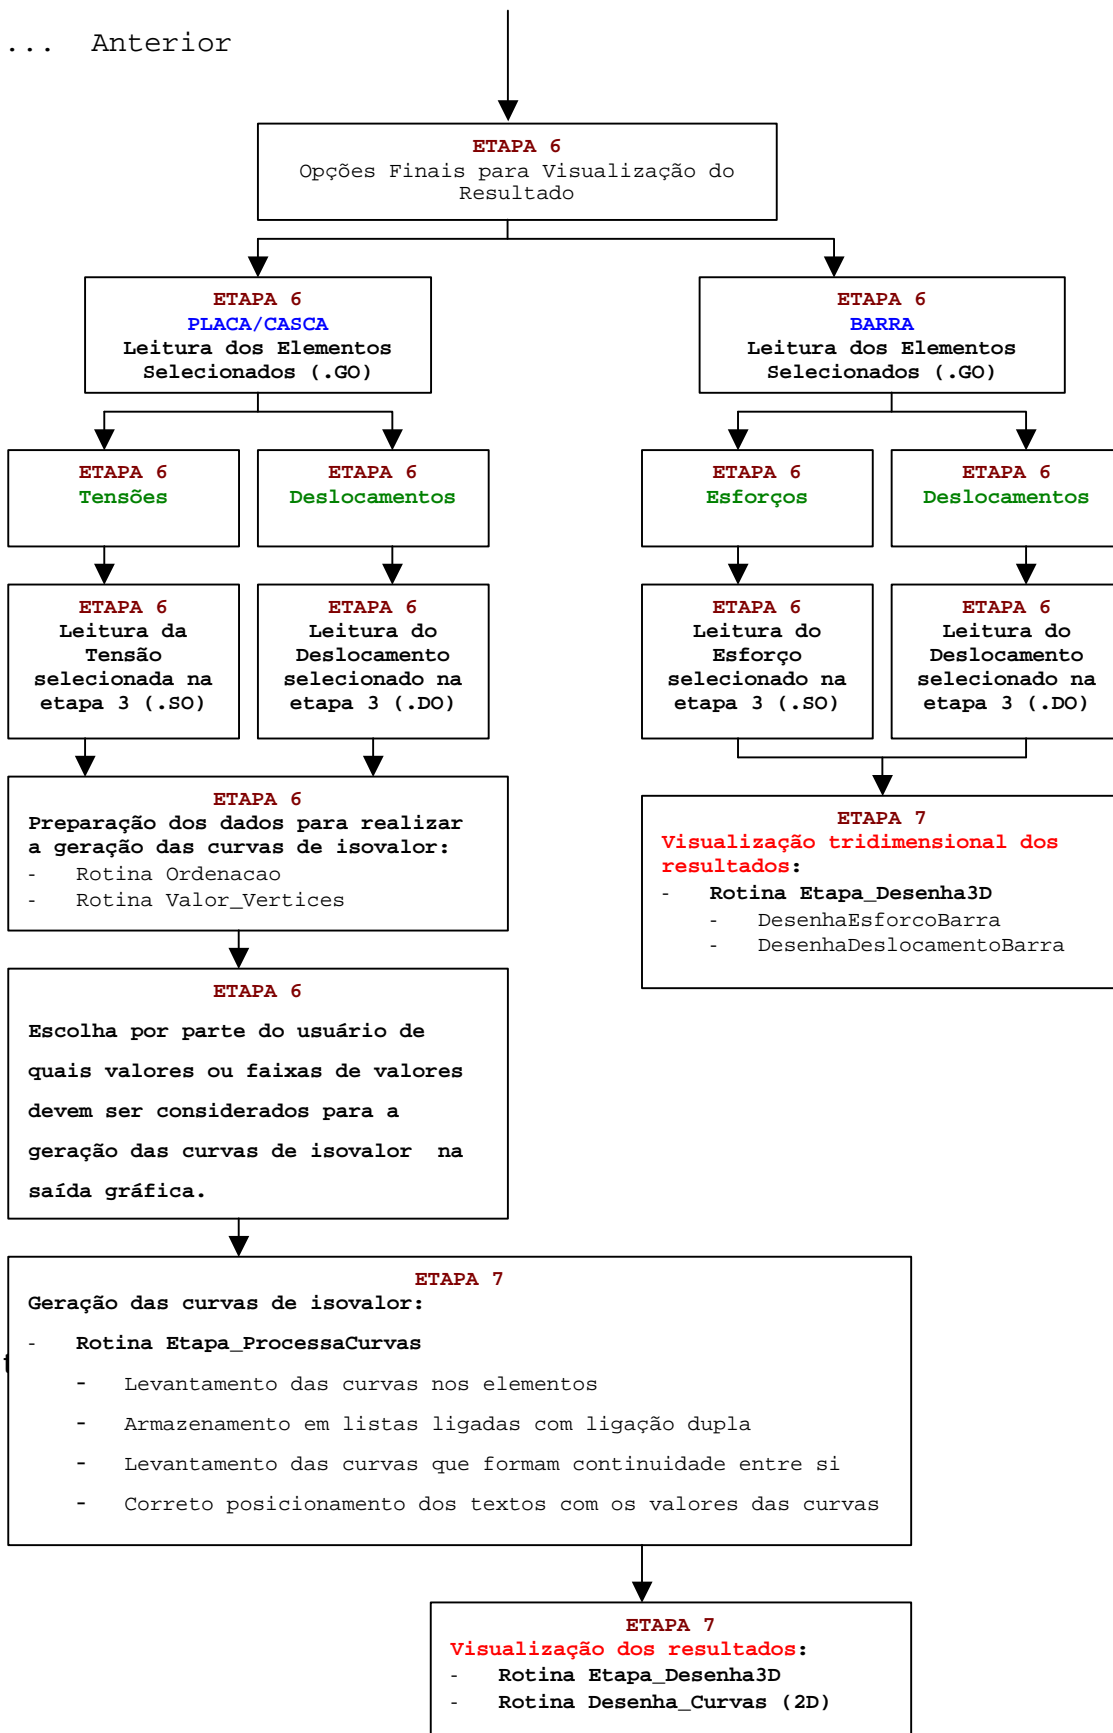 ... Anterior
ETAPA 6
Opções Finais para Visualização do
Resultado
ETAPA 6
PLACA/CASCA
Leitura dos Elementos
Selecionados (.GO)
ETAPA 6
BARRA
Leitura dos Elementos
Selecionados (.GO)
ETAPA 6
Tensões
ETAPA 6
Deslocamentos
ETAPA 6
Esforços
ETAPA 6
Deslocamentos
ETAPA 6
Leitura da
Tensão
selecionada na
etapa 3 (.SO)
ETAPA 6
Leitura do
Deslocamento
selecionado na
etapa 3 (.DO)
ETAPA 6
Leitura do
Esforço
selecionado na
etapa 3 (.SO)
ETAPA 6
Leitura do
Deslocamento
selecionado na
etapa 3 (.DO)
ETAPA 6
Preparação dos dados para realizar
a geração das curvas de isovalor:
- Rotina Ordenacao
- Rotina Valor_Vertices
ETAPA 7
Visualização tridimensional dos
resultados:
- Rotina Etapa_Desenha3D
- DesenhaEsforcoBarra
- DesenhaDeslocamentoBarra
ETAPA 6
Escolha por parte do usuário de
quais valores ou faixas de valores
devem ser considerados para a
geração das curvas de isovalor na
saída gráfica.
ETAPA 7
Geração das curvas de isovalor:
- Rotina Etapa_ProcessaCurvas
- Levantamento das curvas nos elementos
- Armazenamento em listas ligadas com ligação dupla
- Levantamento das curvas que formam continuidade entre si
- Correto posicionamento dos textos com os valores das curvas
ETAPA 7
Visualização dos resultados:
- Rotina Etapa_Desenha3D
- Rotina Desenha_Curvas (2D)